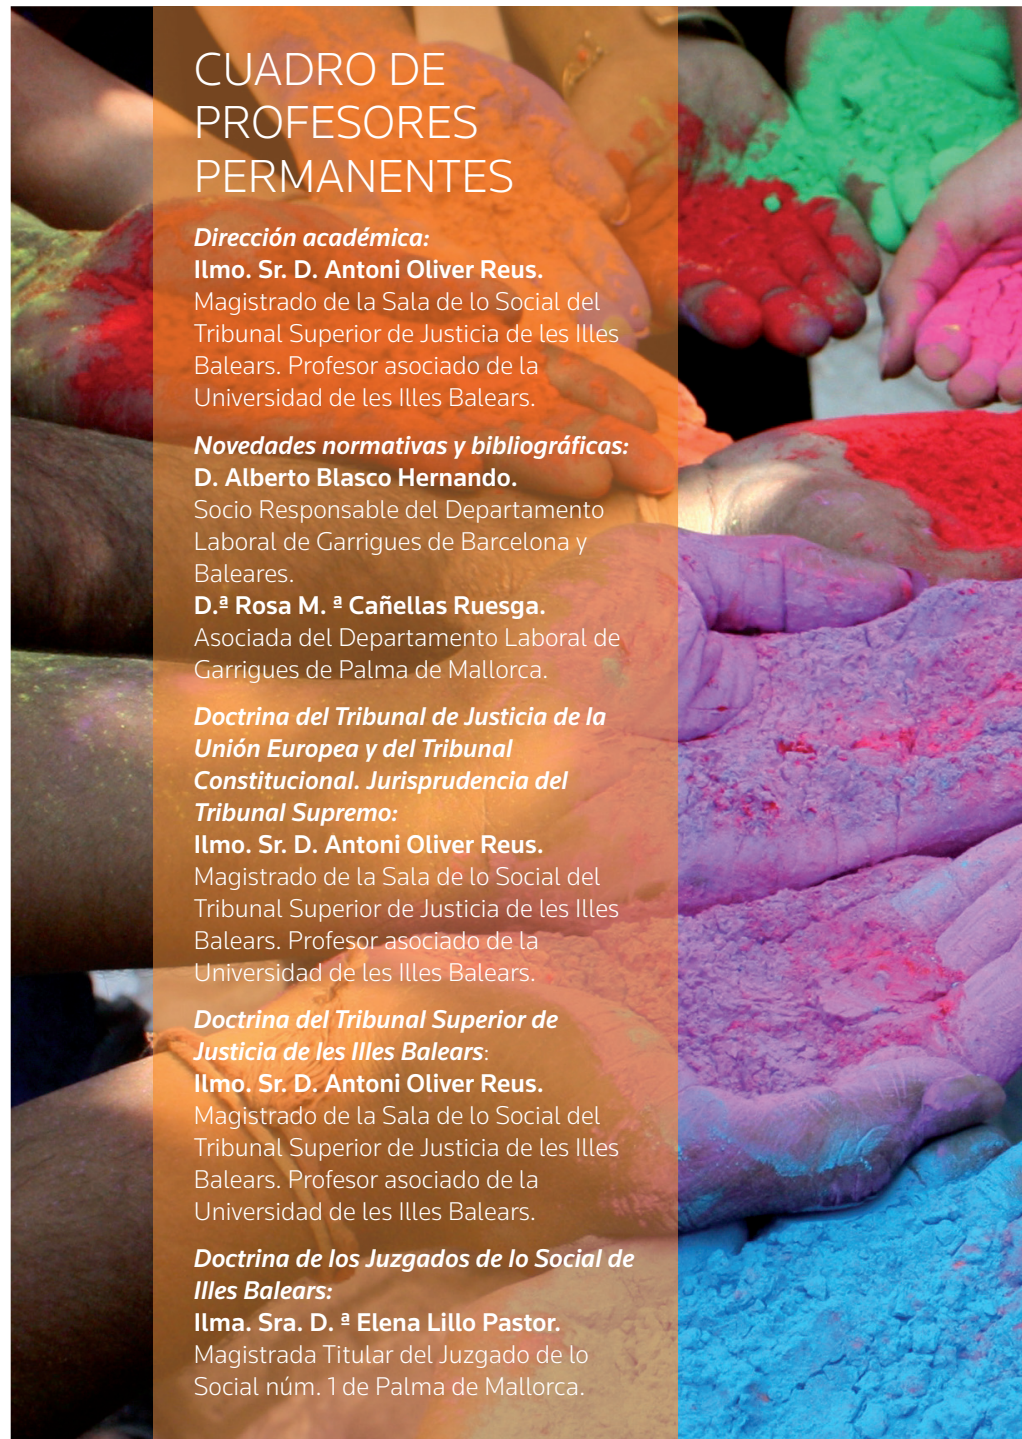 CUADRO DE
PROFESORES
PERMANENTES
Dirección académica:
Ilmo. Sr. D. Antoni Oliver Reus.
Magistrado de la Sala de lo Social del
Tribunal Superior de Justicia de les Illes
Balears. Profesor asociado de la
Universidad de les Illes Balears.
Novedades normativas y bibliográficas:
D. Alberto Blasco Hernando.
Socio Responsable del Departamento
Laboral de Garrigues de Barcelona y
Baleares.
D.ª Rosa M. ª Cañellas Ruesga.
Asociada del Departamento Laboral de
Garrigues de Palma de Mallorca.
Doctrina del Tribunal de Justicia de la
Unión Europea y del Tribunal
Constitucional. Jurisprudencia del
Tribunal Supremo:
Ilmo. Sr. D. Antoni Oliver Reus.
Magistrado de la Sala de lo Social del
Tribunal Superior de Justicia de les Illes
Balears. Profesor asociado de la
Universidad de les Illes Balears.
Doctrina del Tribunal Superior de
Justicia de les Illes Balears:
Ilmo. Sr. D. Antoni Oliver Reus.
Magistrado de la Sala de lo Social del
Tribunal Superior de Justicia de les Illes
Balears. Profesor asociado de la
Universidad de les Illes Balears.
Doctrina de los Juzgados de lo Social de
Illes Balears:
Ilma. Sra. D. ª Elena Lillo Pastor.
Magistrada Titular del Juzgado de lo
Social núm. 1 de Palma de Mallorca.